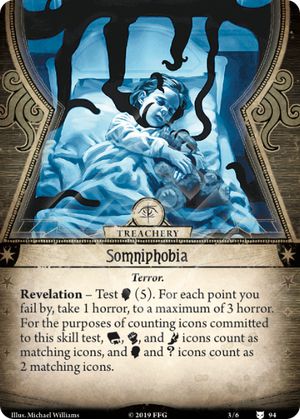 TREACHERY
Somniphobia
Terror.
Revelation – Test (5). For each point you
fail by, take 1 horror, to a maximum of 3 horror.
For the purposes of counting icons committed
to this skill test, , , and icons count as
matching icons, and and ? icons count as
2 matching icons.
Illus. Michael Williams © 2019 FFG 3/6 94